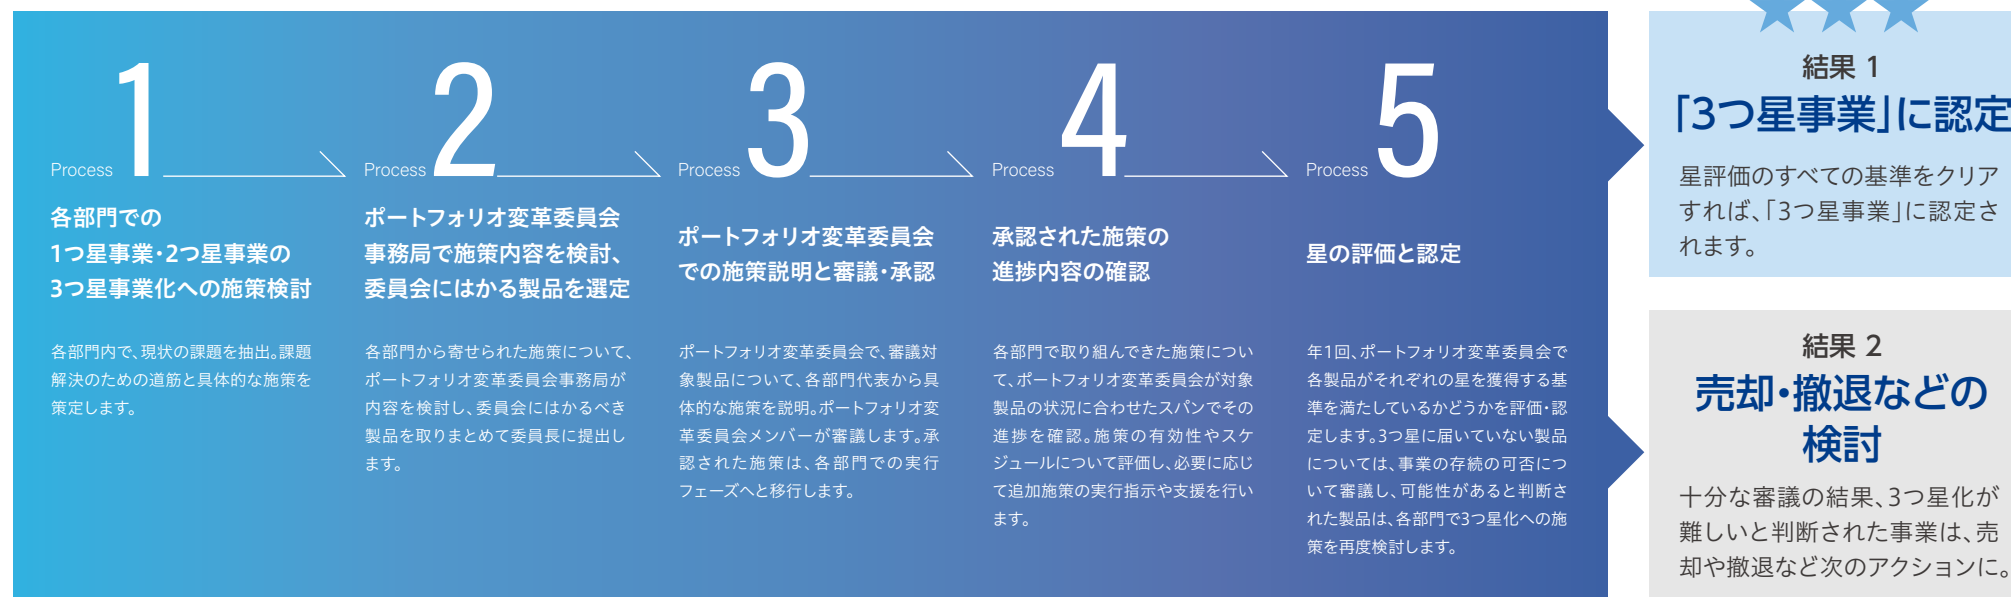 Process 1
各部門での
1つ星事業・2つ星事業の
3つ星事業化への施策検討
各部門内で、現状の課題を抽出。課題
解決のための道筋と具体的な施策を
策定します。
Process 2
ポートフォリオ変革委員会
事務局で施策内容を検討、
委員会にはかる製品を選定
各部門から寄せられた施策について、
ポートフォリオ変革委員会事務局が
内容を検討し、委員会にはかるべき
製品を取りまとめて委員長に提出し
ます。
Process 3
ポートフォリオ変革委員会
での施策説明と審議・承認
ポートフォリオ変革委員会で、審議対
象製品について、各部門代表から具
体的な施策を説明。ポートフォリオ変
革委員会メンバーが審議します。承
認された施策は、各部門での実行
フェーズへと移行します。
Process 4
承認された施策の
進捗内容の確認
各部門で取り組んできた施策につい
て、ポートフォリオ変革委員会が対象
製品の状況に合わせたスパンでその
進捗を確認。施策の有効性やスケ
ジュールについて評価し、必要に応じ
て追加施策の実行指示や支援を行い
ます。
Process 5
星の評価と認定
年1回、ポートフォリオ変革委員会で
各製品がそれぞれの星を獲得する基
準を満たしているかどうかを評価・認
定します。3つ星に届いていない製品
については、事業の存続の可否につ
いて審議し、可能性があると判断さ
れた製品は、各部門で3つ星化への施
策を再度検討します。
結果 1
「3つ星事業」に認定
星評価のすべての基準をクリア
すれば、「3つ星事業」に認定さ
れます。
結果 2
売却・撤退などの
検討
十分な審議の結果、3つ星化が
難しいと判断された事業は、売
却や撤退など次のアクションに。